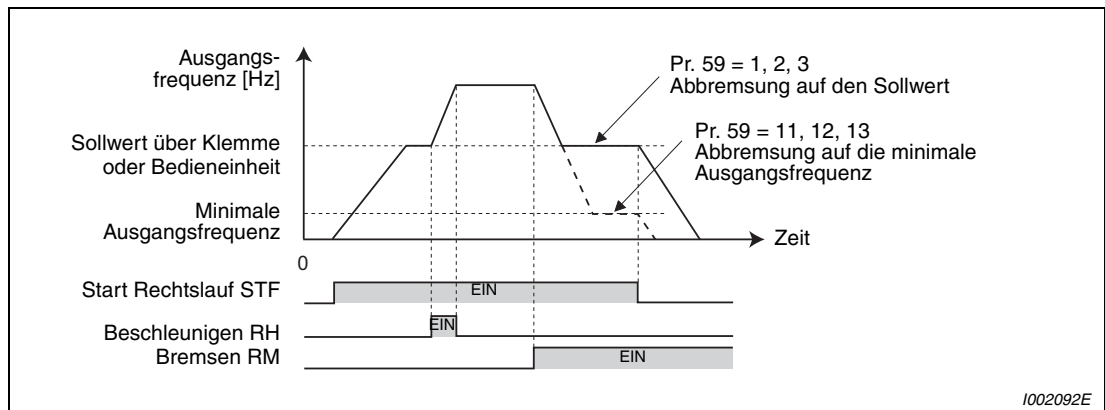 Ausgangs-
frequenz [Hz]
Pr. 59 = 1, 2, 3
Abbremsung auf den Sollwert
Sollwert über Klemme
oder Bedieneinheit
Pr. 59 = 11, 12, 13
Abbremsung auf die minimale
Ausgangsfrequenz
Minimale
Ausgangsfrequenz
Zeit
0
Start Rechtslauf STF
EIN
Beschleunigen RH
EIN
Bremsen RM
EIN
I002092E